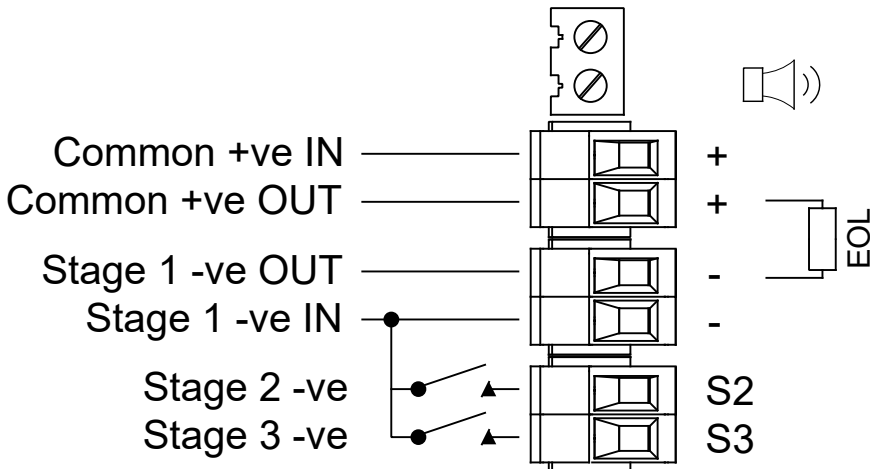 Common +ve IN +
Common +ve OUT +
Stage 1 -ve OUT -
Stage 1 -ve IN -
Stage 2 -ve S2
Stage 3 -ve S3
EOL